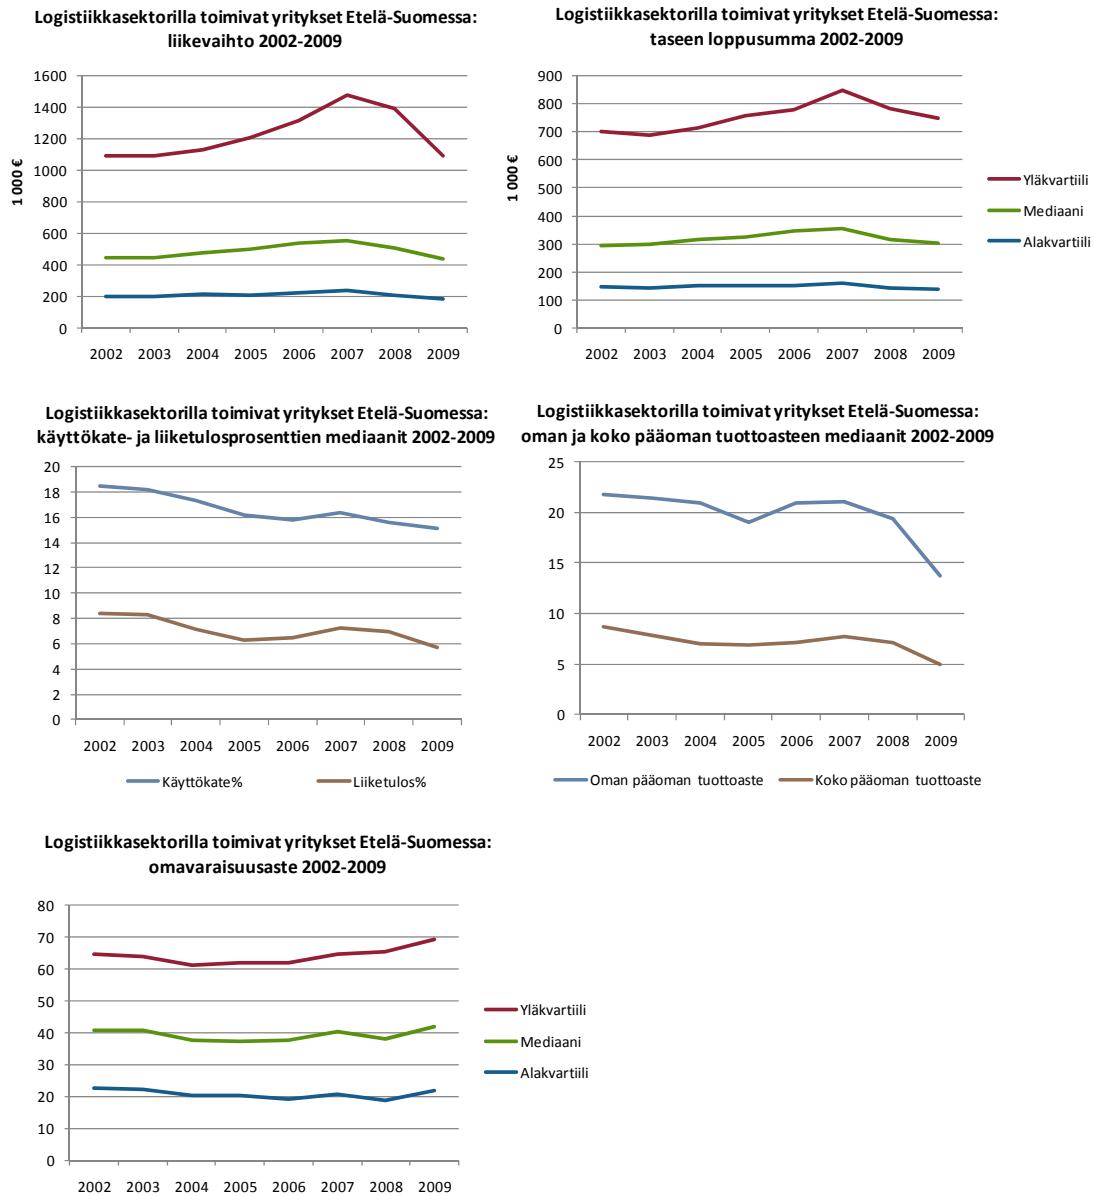 Logistiikkasektorilla toimivat yritykset Etelä-Suomessa:
liikevaihto 2002-2009
1600
1400
1200
1000
800
600
400
200
0
1 000 €
2002 2003 2004 2005 2006 2007 2008 2009
Logistiikkasektorilla toimivat yritykset Etelä-Suomessa:
taseen loppusumma 2002-2009
900
800
700
600
500
400
300
200
100
0
1 000 €
2002 2003 2004 2005 2006 2007 2008 2009
Yläkvartiili
Mediaani
Alakvartiili
Logistiikkasektorilla toimivat yritykset Etelä-Suomessa:
käyttökate- ja liiketulosprosenttien mediaanit 2002-2009
20
18
16
14
12
10
8
6
4
2
0
2002 2003 2004 2005 2006 2007 2008 2009
Käyttökate% Liiketulos%
Logistiikkasektorilla toimivat yritykset Etelä-Suomessa:
oman ja koko pääoman tuottoasteen mediaanit 2002-2009
25
20
15
10
5
0
2002 2003 2004 2005 2006 2007 2008 2009
Oman pääoman tuottoaste Koko pääoman tuottoaste
Logistiikkasektorilla toimivat yritykset Etelä-Suomessa:
omavaraisuusaste 2002-2009
80
70
60
50
40
30
20
10
0
2002 2003 2004 2005 2006 2007 2008 2009
Yläkvartiili
Mediaani
Alakvartiili